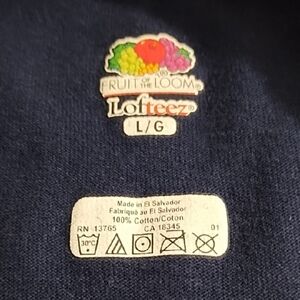 FRUIT OF THE LOOM®
Lofteez®
L/G
Made in El Salvador
Fabriqué au El Salvador
100% Cotton/Coton
RN 13765 CA 18345 01
30°C